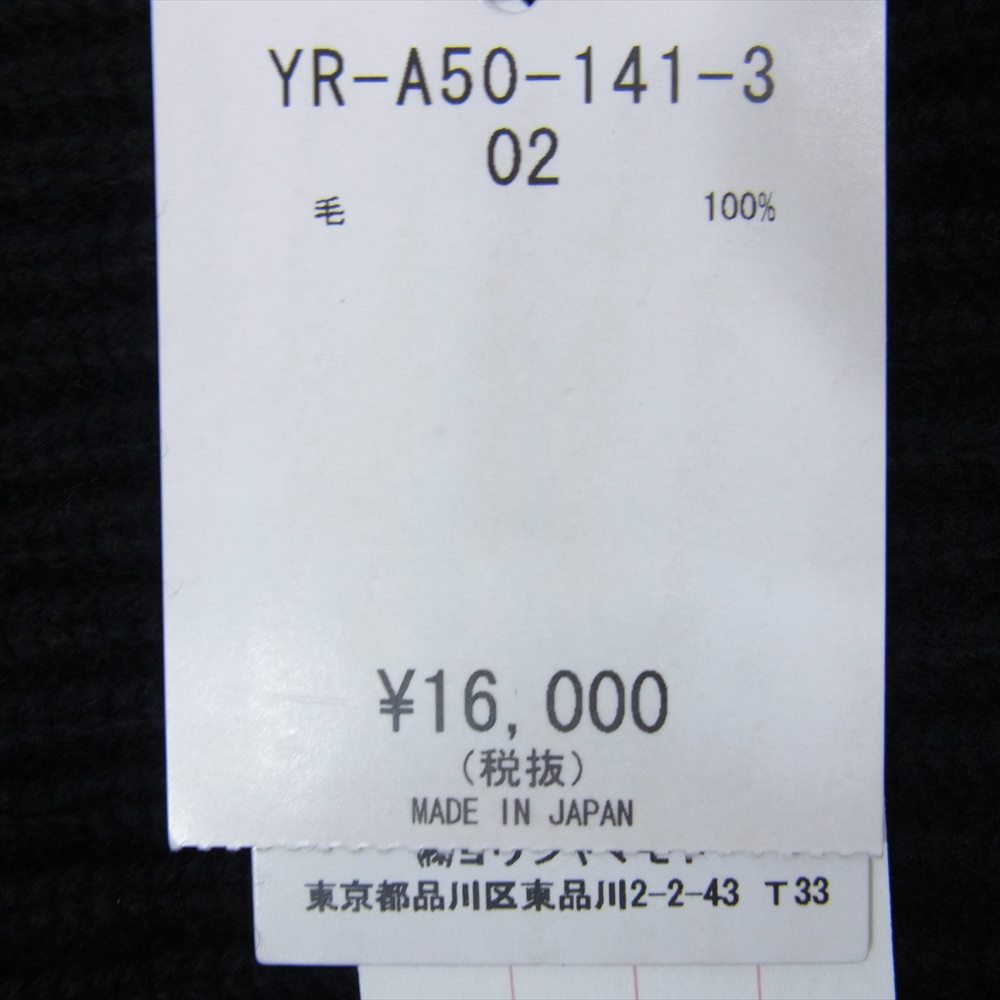 YR-A50-141-3
02
毛 100%
¥16,000
(税抜)
MADE IN JAPAN
東京都品川区東品川2-2-43 T33